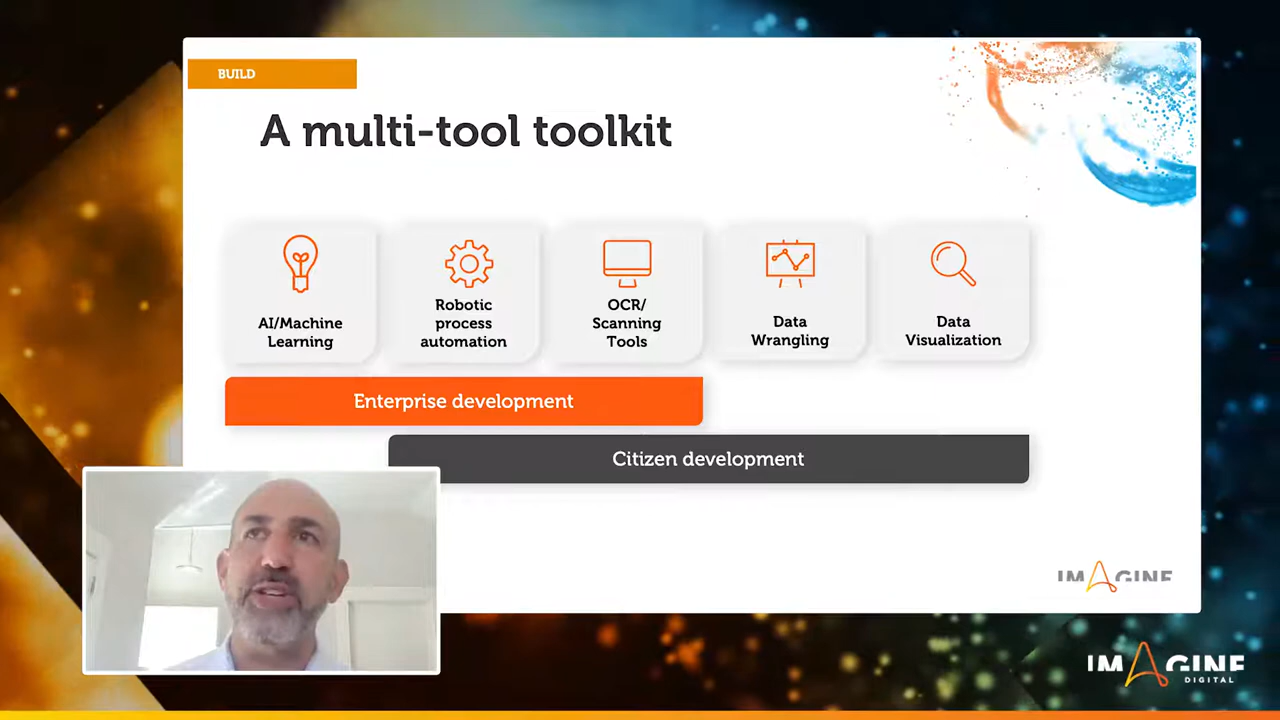 BUILD
A multi-tool toolkit
AI/Machine
Learning
Robotic
process
automation
OCR/
Scanning
Tools
Data
Wrangling
Data
Visualization
Enterprise development
Citizen development
IMAGINE
IMAGINE
DIGITAL